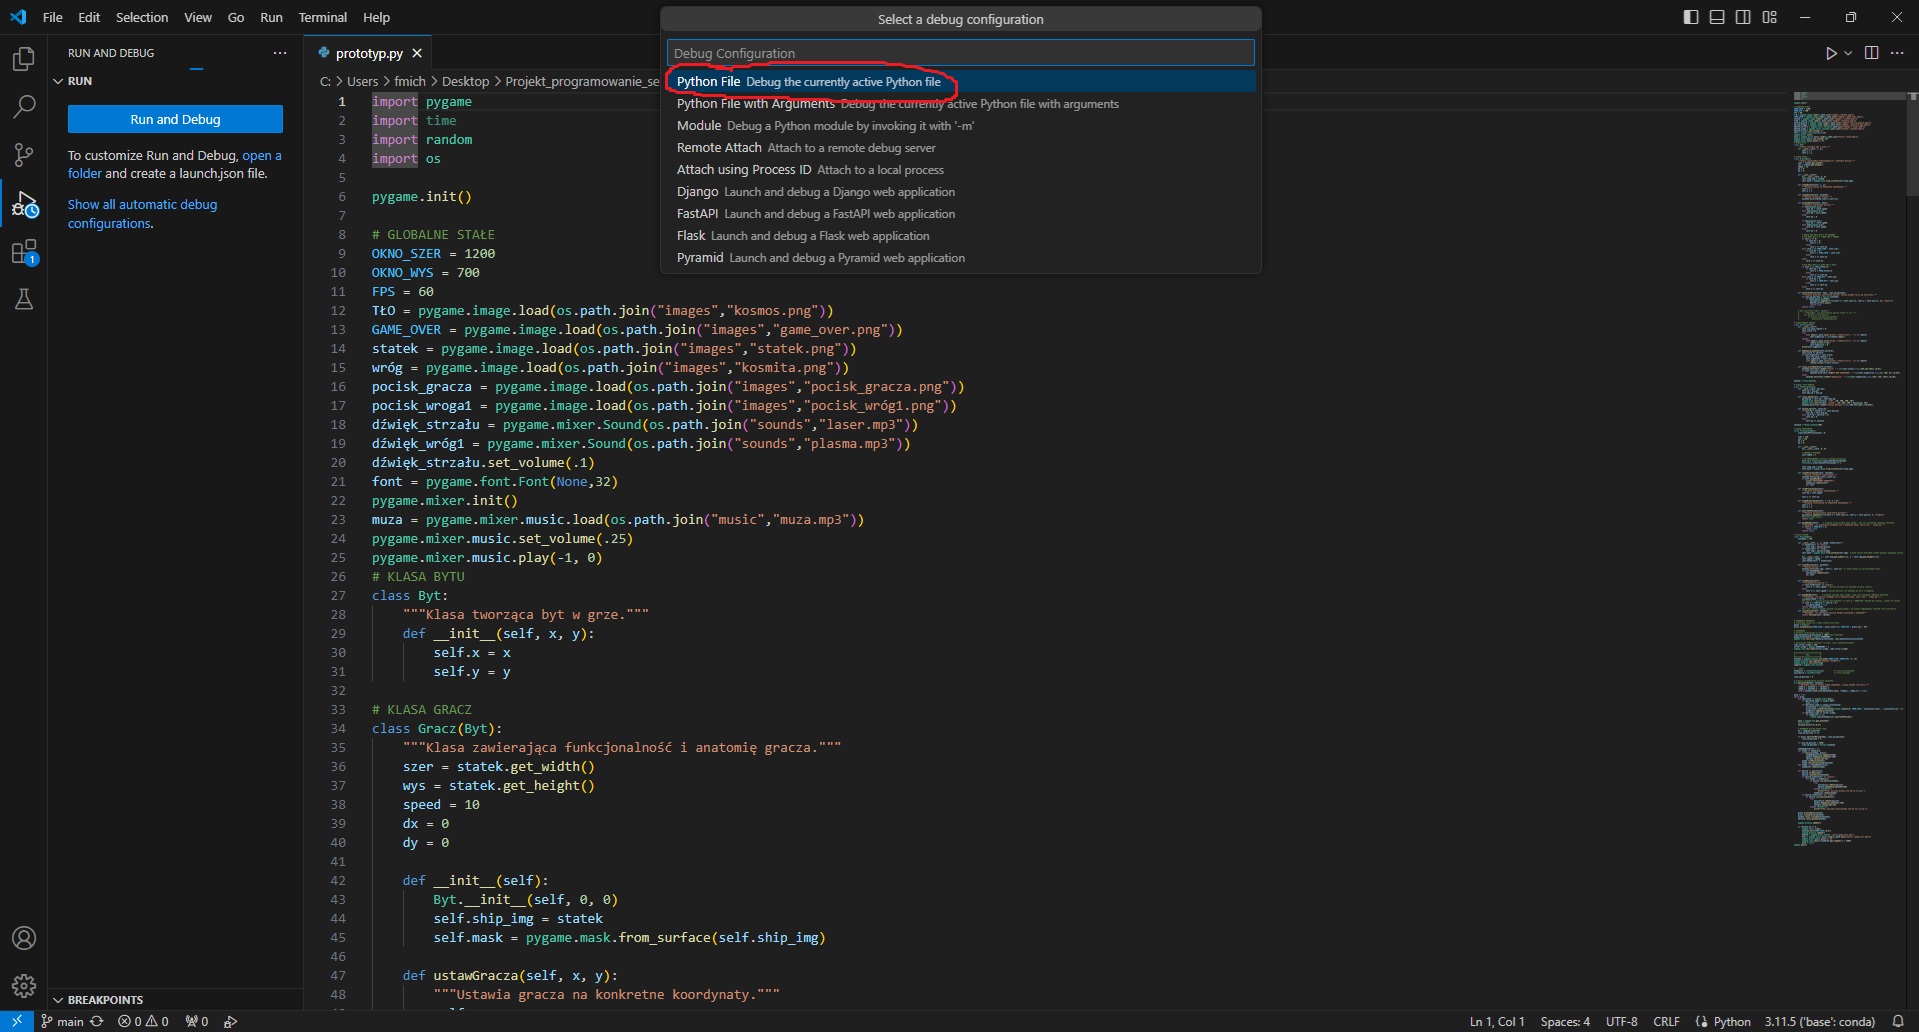 File Edit Selection View Go Run Terminal Help
Select a debug configuration
Debug Configuration
Python File Debug the currently active Python file
Python File with Arguments Debug the currently active Python file with arguments
Module Debug a Python module by invoking it with '-m'
Remote Attach Attach to a remote debug server
Attach using Process ID Attach to a local process
Django Launch and debug a Django web application
FastAPI Launch and debug a FastAPI web application
Flask Launch and debug a Flask web application
Pyramid Launch and debug a Pyramid web application
RUN AND DEBUG
RUN
Run and Debug
To customize Run and Debug, open a
folder and create a launch.json file.
Show all automatic debug
configurations.
BREAKPOINTS
1
prototyp.py
C: > Users > fmich > Desktop > Projekt_programowanie_se
1 import pygame
2 import time
3 import random
4 import os
5
6 pygame.init()
7
8 # GLOBALNE STAŁE
9 OKNO_SZER = 1200
10 OKNO_WYS = 700
11 FPS = 60
12 TŁO = pygame.image.load(os.path.join("images","kosmos.png"))
13 GAME_OVER = pygame.image.load(os.path.join("images","game_over.png"))
14 statek = pygame.image.load(os.path.join("images","statek.png"))
15 wróg = pygame.image.load(os.path.join("images","kosmita.png"))
16 pocisk_gracza = pygame.image.load(os.path.join("images","pocisk_gracza.png"))
17 pocisk_wroga1 = pygame.image.load(os.path.join("images","pocisk_wróg1.png"))
18 dźwięk_strzału = pygame.mixer.Sound(os.path.join("sounds","laser.mp3"))
19 dźwięk_wróg1 = pygame.mixer.Sound(os.path.join("sounds","plasma.mp3"))
20 dźwięk_strzału.set_volume(.1)
21 font = pygame.font.Font(None,32)
22 pygame.mixer.init()
23 muza = pygame.mixer.music.load(os.path.join("music","muza.mp3"))
24 pygame.mixer.music.set_volume(.25)
25 pygame.mixer.music.play(-1, 0)
26 # KLASA BYTU
27 class Byt:
28 """Klasa tworząca byt w grze."""
29 def __init__(self, x, y):
30 self.x = x
31 self.y = y
32
33 # KLASA GRACZ
34 class Gracz(Byt):
35 """Klasa zawierająca funkcjonalność i anatomię gracza."""
36 szer = statek.get_width()
37 wys = statek.get_height()
38 speed = 10
39 dx = 0
40 dy = 0
41
42 def __init__(self):
43 Byt.__init__(self, 0, 0)
44 self.ship_img = statek
45 self.mask = pygame.mask.from_surface(self.ship_img)
46
47 def ustawGracza(self, x, y):
48 """Ustawia gracza na konkretne koordynaty."""
main 0 0 0
Ln 1, Col 1 Spaces: 4 UTF-8 CRLF Python 3.11.5 ('base': conda)